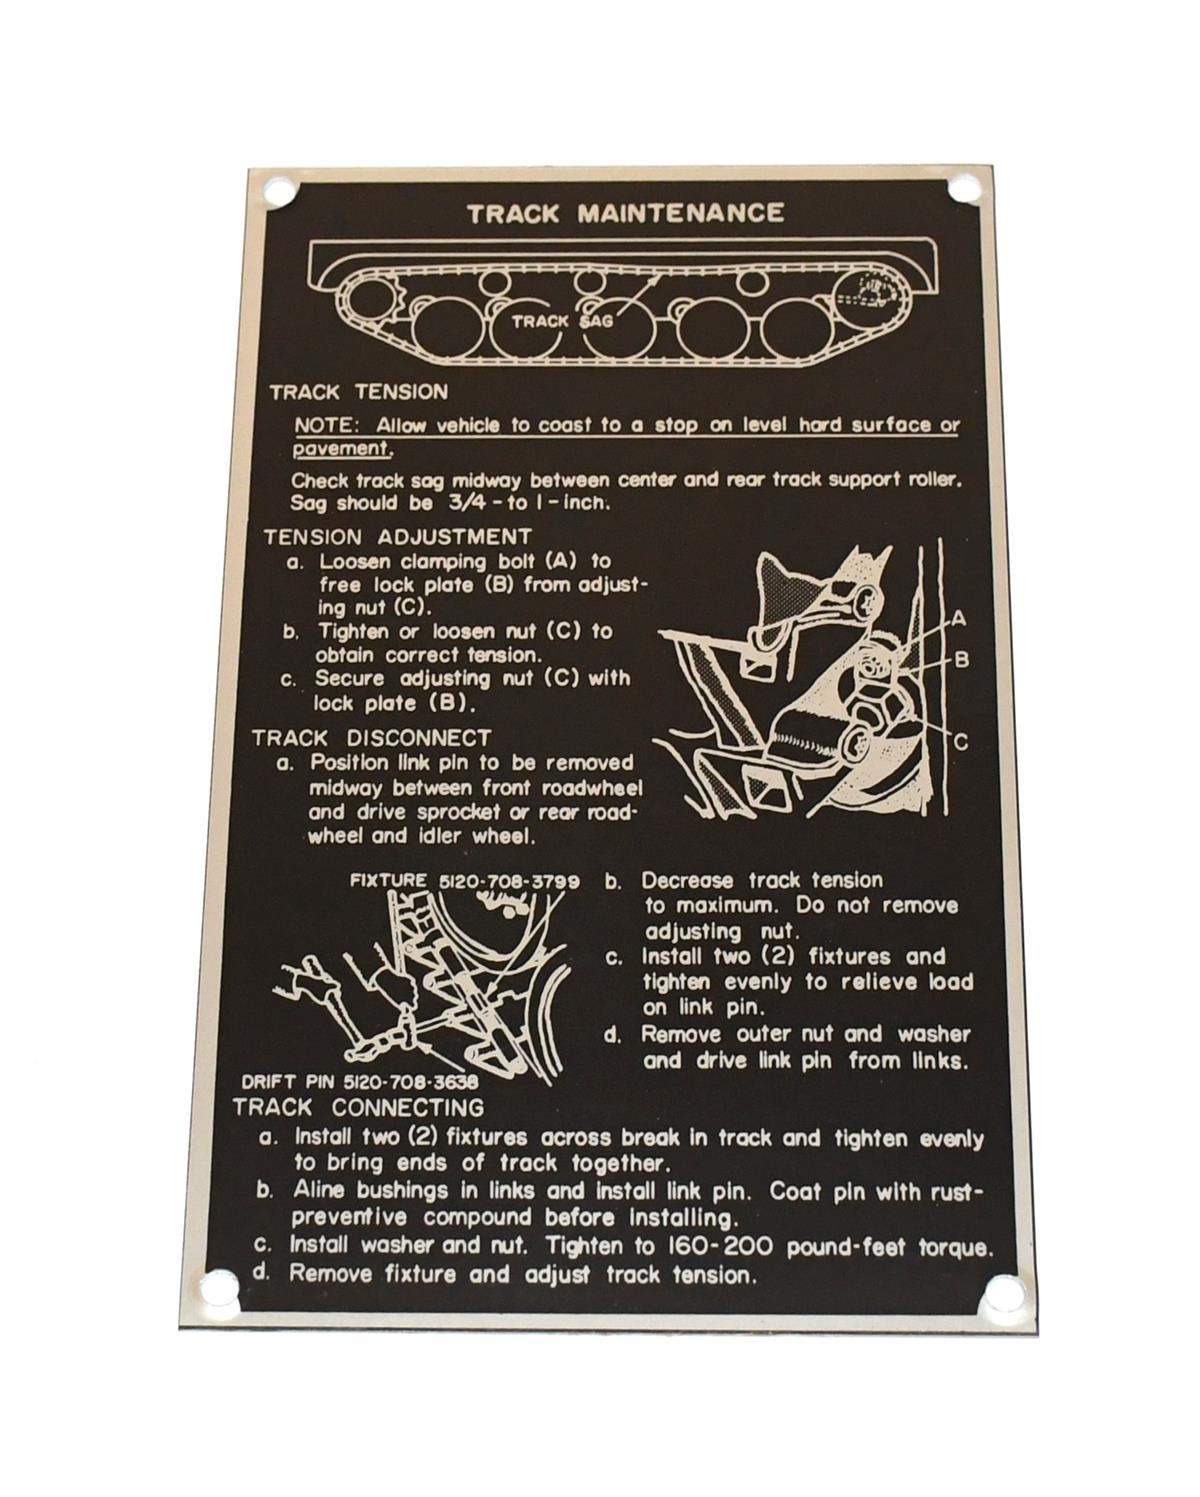 TRACK MAINTENANCE
TRACK SAG
TRACK TENSION
NOTE: Allow vehicle to coast to a stop on level hard surface or
pavement.
Check track sag midway between center and rear track support roller.
Sag should be 3/4 - to 1 - inch.
TENSION ADJUSTMENT
a. Loosen clamping bolt (A) to
free lock plate (B) from adjust-
ing nut (C).
b. Tighten or loosen nut (C) to
obtain correct tension.
c. Secure adjusting nut (C) with
lock plate (B).
A
B
C
TRACK DISCONNECT
a. Position link pin to be removed
midway between front roadwheel
and drive sprocket or rear road-
wheel and idler wheel.
FIXTURE 5120-708-3799
b. Decrease track tension
to maximum. Do not remove
adjusting nut.
c. Install two (2) fixtures and
tighten evenly to relieve load
on link pin.
d. Remove outer nut and washer
and drive link pin from links.
DRIFT PIN 5120-708-3638
TRACK CONNECTING
a. Install two (2) fixtures across break in track and tighten evenly
to bring ends of track together.
b. Aline bushings in links and install link pin. Coat pin with rust-
preventive compound before installing.
c. Install washer and nut. Tighten to 160-200 pound-feet torque.
d. Remove fixture and adjust track tension.